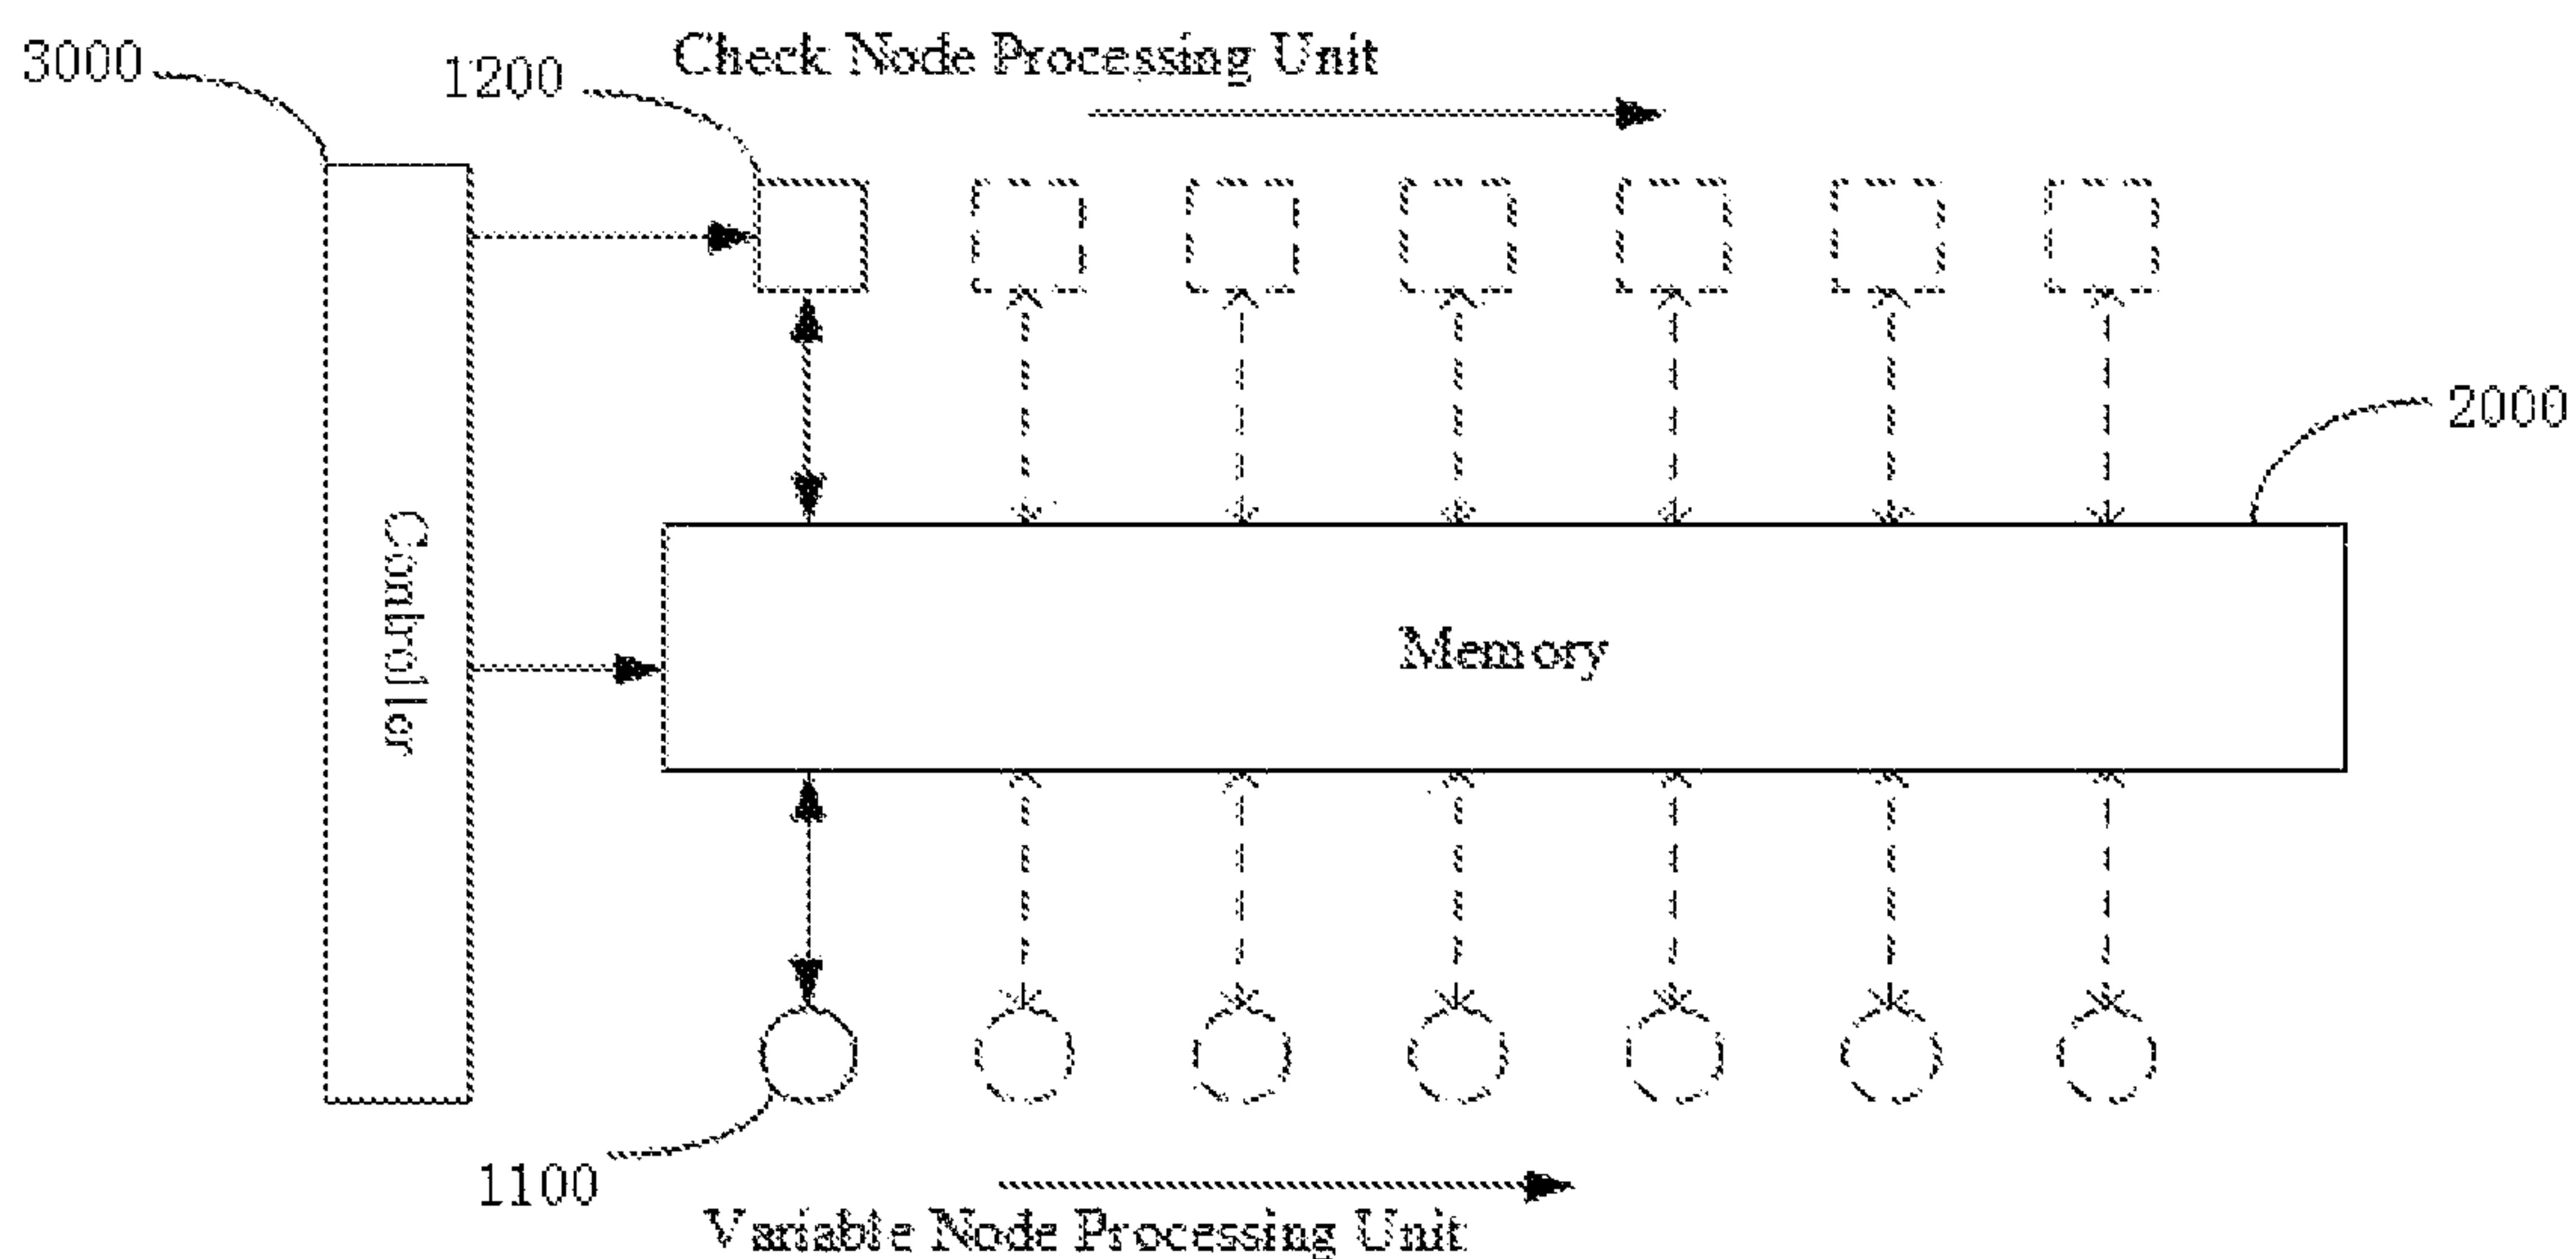 3000
1200
Check Node Processing Unit
2000
Controller
Memory
1100
Variable Node Processing Unit